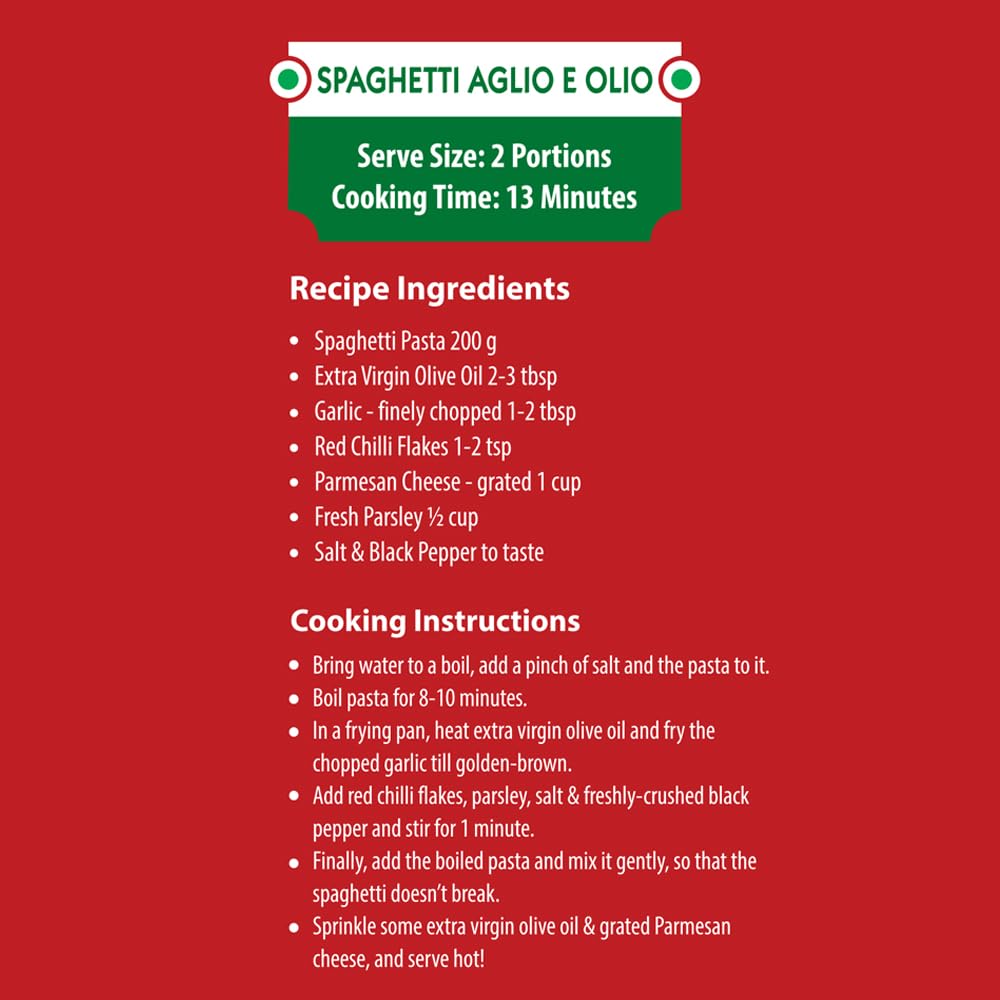 SPAGHETTI AGLIO E OLIO
Serve Size: 2 Portions
Cooking Time: 13 Minutes
Recipe Ingredients
• Spaghetti Pasta 200 g
• Extra Virgin Olive Oil 2-3 tbsp
• Garlic - finely chopped 1-2 tbsp
• Red Chilli Flakes 1-2 tsp
• Parmesan Cheese - grated 1 cup
• Fresh Parsley ½ cup
• Salt & Black Pepper to taste
Cooking Instructions
• Bring water to a boil, add a pinch of salt and the pasta to it.
• Boil pasta for 8-10 minutes.
• In a frying pan, heat extra virgin olive oil and fry the
chopped garlic till golden-brown.
• Add red chilli flakes, parsley, salt & freshly-crushed black
pepper and stir for 1 minute.
• Finally, add the boiled pasta and mix it gently, so that the
spaghetti doesn’t break.
• Sprinkle some extra virgin olive oil & grated Parmesan
cheese, and serve hot!